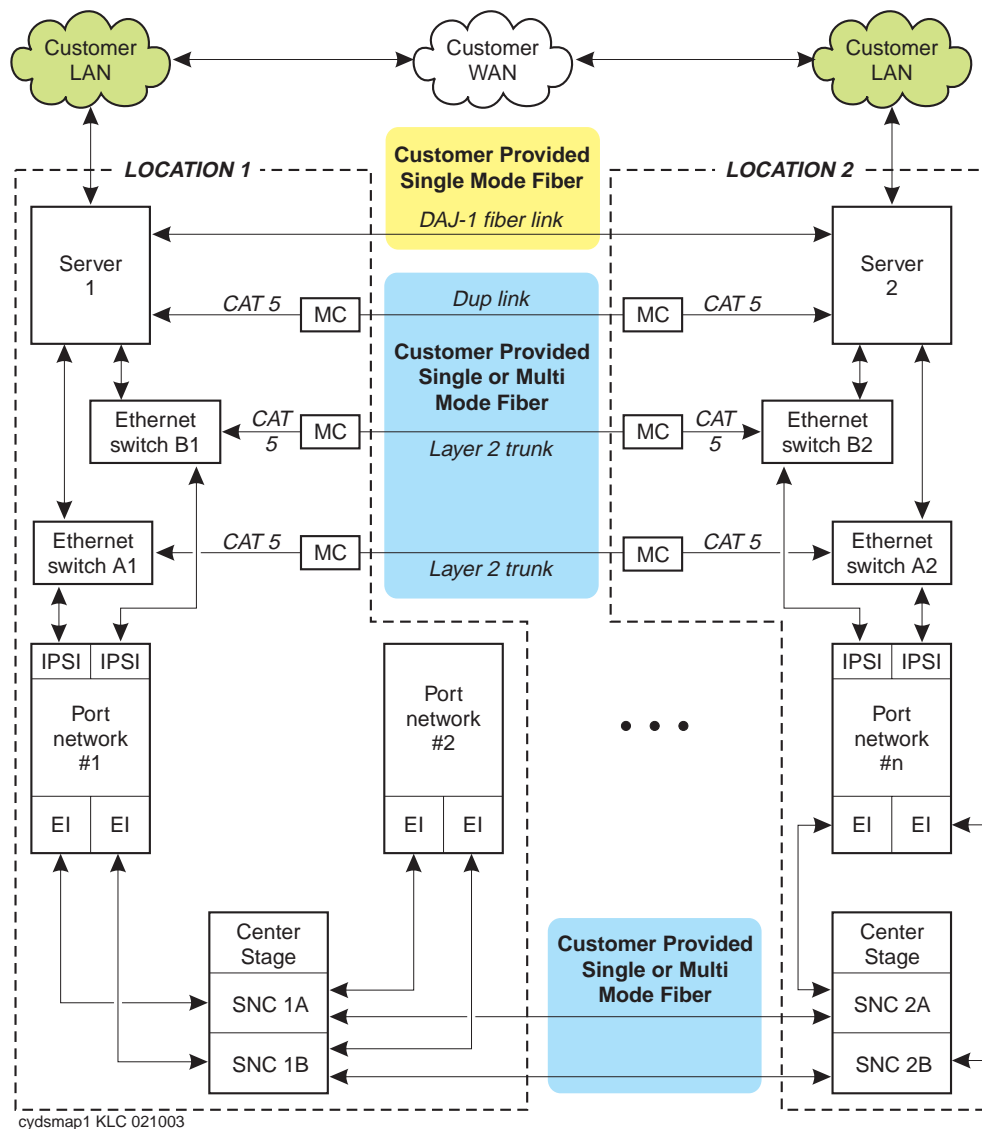 Customer
LAN
Customer
WAN
Customer
LAN
LOCATION 1
Customer Provided
Single Mode Fiber
DAJ-1 fiber link
LOCATION 2
Server
1
Server
2
CAT 5
MC
Dup link
MC
CAT 5
Customer Provided
Single or Multi
Mode Fiber
Ethernet
switch B1
CAT
5
MC
Layer 2 trunk
MC
CAT
5
Ethernet
switch B2
Ethernet
switch A1
CAT 5
MC
Layer 2 trunk
MC
CAT 5
Ethernet
switch A2
IPSI IPSI
Port
network
#1
EI EI
Port
network
#2
EI EI
• • •
IPSI IPSI
Port
network
#n
EI EI
Center
Stage
SNC 1A
SNC 1B
Customer Provided
Single or Multi
Mode Fiber
Center
Stage
SNC 2A
SNC 2B
cydsmap1 KLC 021003